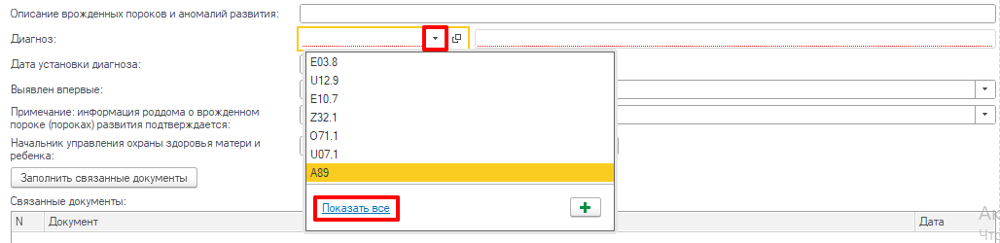 Описание врожденных пороков и аномалий развития:
Диагноз:
E03.8
Дата установки диагноза:
U12.9
Выявлен впервые:
E10.7
Примечание: информация роддома о врожденном
Z32.1
пороке (пороках) развития подтверждается:
O71.1
Начальник управления охраны здоровья матери и
ребенка:
U07.1
Заполнить связанные документы
A89
Связанные документы:
Показать все
N Документ Дата